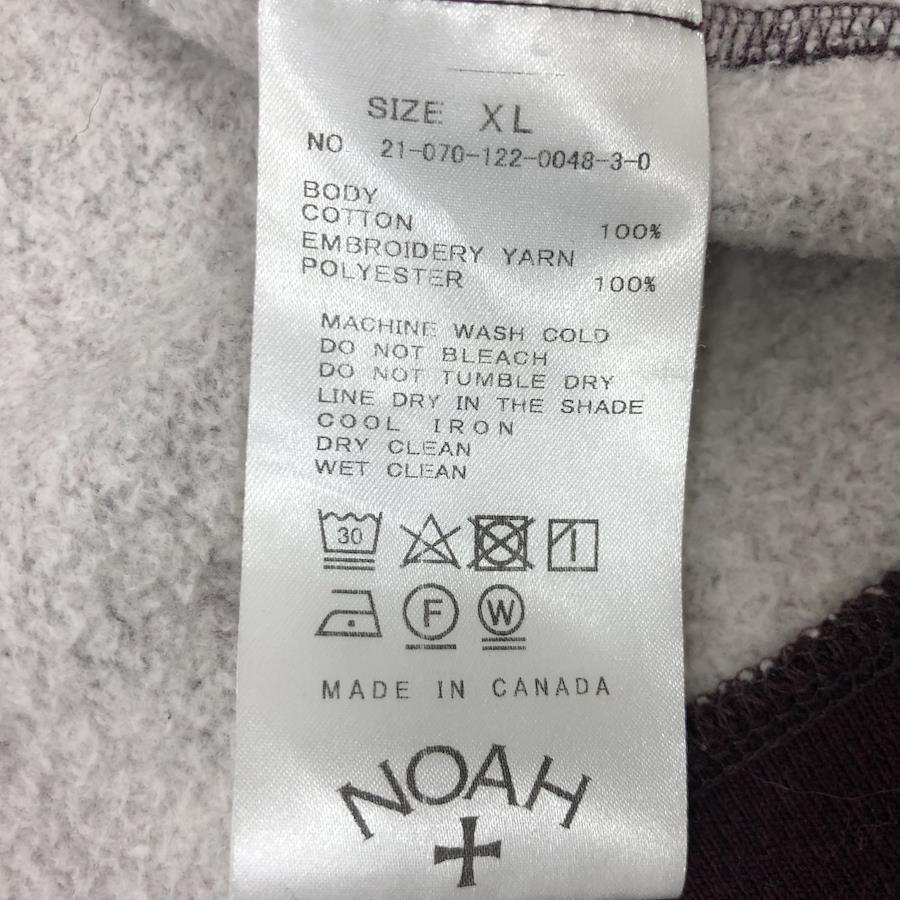 SIZE XL
NO 21-070-122-0048-3-0
BODY
COTTON 100%
EMBROIDERY YARN
POLYESTER 100%
MACHINE WASH COLD
DO NOT BLEACH
DO NOT TUMBLE DRY
LINE DRY IN THE SHADE
COOL IRON
DRY CLEAN
WET CLEAN
30
F W
MADE IN CANADA
NOAH